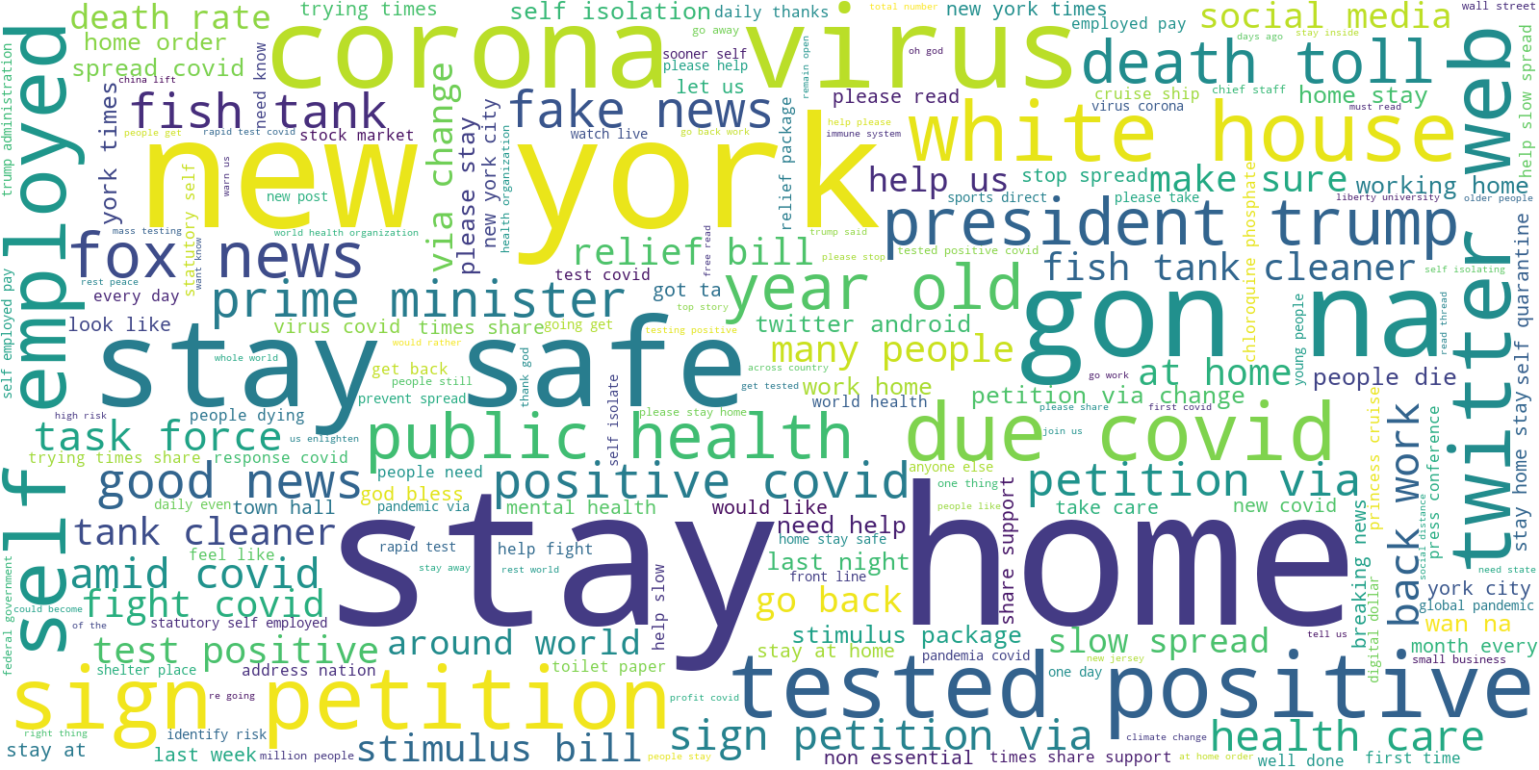 death rate
trying times
self isolation
daily thanks
total number
new york times
wall street
home order
corona virus
go away
employed pay
social media
days ago
stay inside
spread covid
need know
sooner self
oh god
death toll
please help
remain open
china lift
let us
cruise ship
chief staff
home stay
fish tank
via change
fake news
please read
virus corona
must read
help slow spread
trump administration
self employed
york times
people get
rapid test covid
stock market
watch live
go back work
help please
immune system
white house
twitter web
new york
relief package
warn us
please stay
new york city
health organization
help us
stop spread
make sure
working home
new post
sports direct
please take
liberty university
older people
statutory self
mass testing
world health organization
trump said
president trump
fox news
want know
relief bill
free read
please stop
tested positive covid
chloroquine phosphate
rest peace
test covid
fish tank cleaner
self isolating
self employed pay
every day
prime minister
got ta
year old
gon na
young people
read thread
self quarantine
look like
virus covid
times share
going get
top story
testing positive
twitter android
whole world
would rather
stay safe
many people
at home
get back
people still
thank god
across country
go work
people die
prevent spread
get tested
work home
petition via change
high risk
people dying
self isolate
please stay home
world health
please share
first covid
task force
us enlighten
public health
due covid
join us
princess cruise
back work
home stay
stay home
trying times share
response covid
good news
people need
positive covid
anyone else
one thing
petition via
press conference
god bless
daily even
town hall
pandemic via
mental health
would like
people like
take care
new covid
social distance
tank cleaner
need help
share support
stay home
rapid test
help fight
home stay safe
feel like
last night
breaking news
amid covid
stay away
rest world
front line
need state
federal government
fight covid
go back
digital dollar
york city
could become
global pandemic
of the
statutory self employed
help slow
wan na
test positive
around world
stimulus package
slow spread
tell us
month every
shelter place
address nation
toilet paper
stay at home
pandemia covid
new jersey
one day
small business
sign petition
re going
profit covid
tested positive
right thing
identify risk
stay at
last week
million people
stimulus bill
people stay
sign petition via
non essential
times share support
climate change
at home order
health care
well done
first time